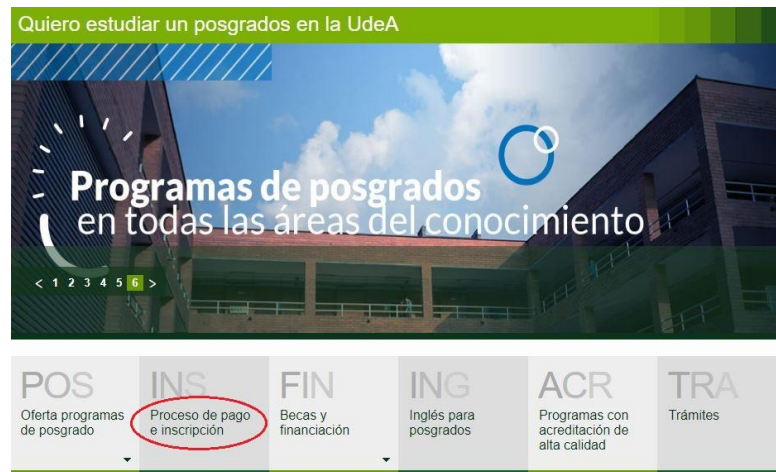 Quiero estudiar un posgrados en la UdeA
Programas de posgrados
en todas las áreas del conocimiento
< 1 2 3 4 5 6 >
POS
Oferta programas
de posgrado
INS
Proceso de pago
e inscripción
FIN
Becas y
financiación
ING
Inglés para
posgrados
ACR
Programas con
acreditación de
alta calidad
TRA
Trámites